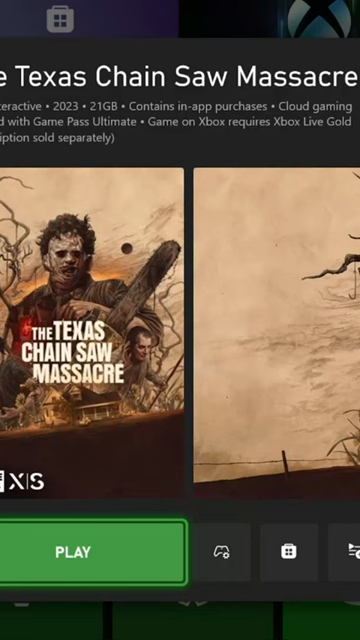 e Texas Chain Saw Massacre
teractive • 2023 • 21GB • Contains in-app purchases • Cloud gaming
d with Game Pass Ultimate • Game on Xbox requires Xbox Live Gold
iption sold separately)
THE TEXAS
CHAIN SAW
MASSACRE
X|S
PLAY